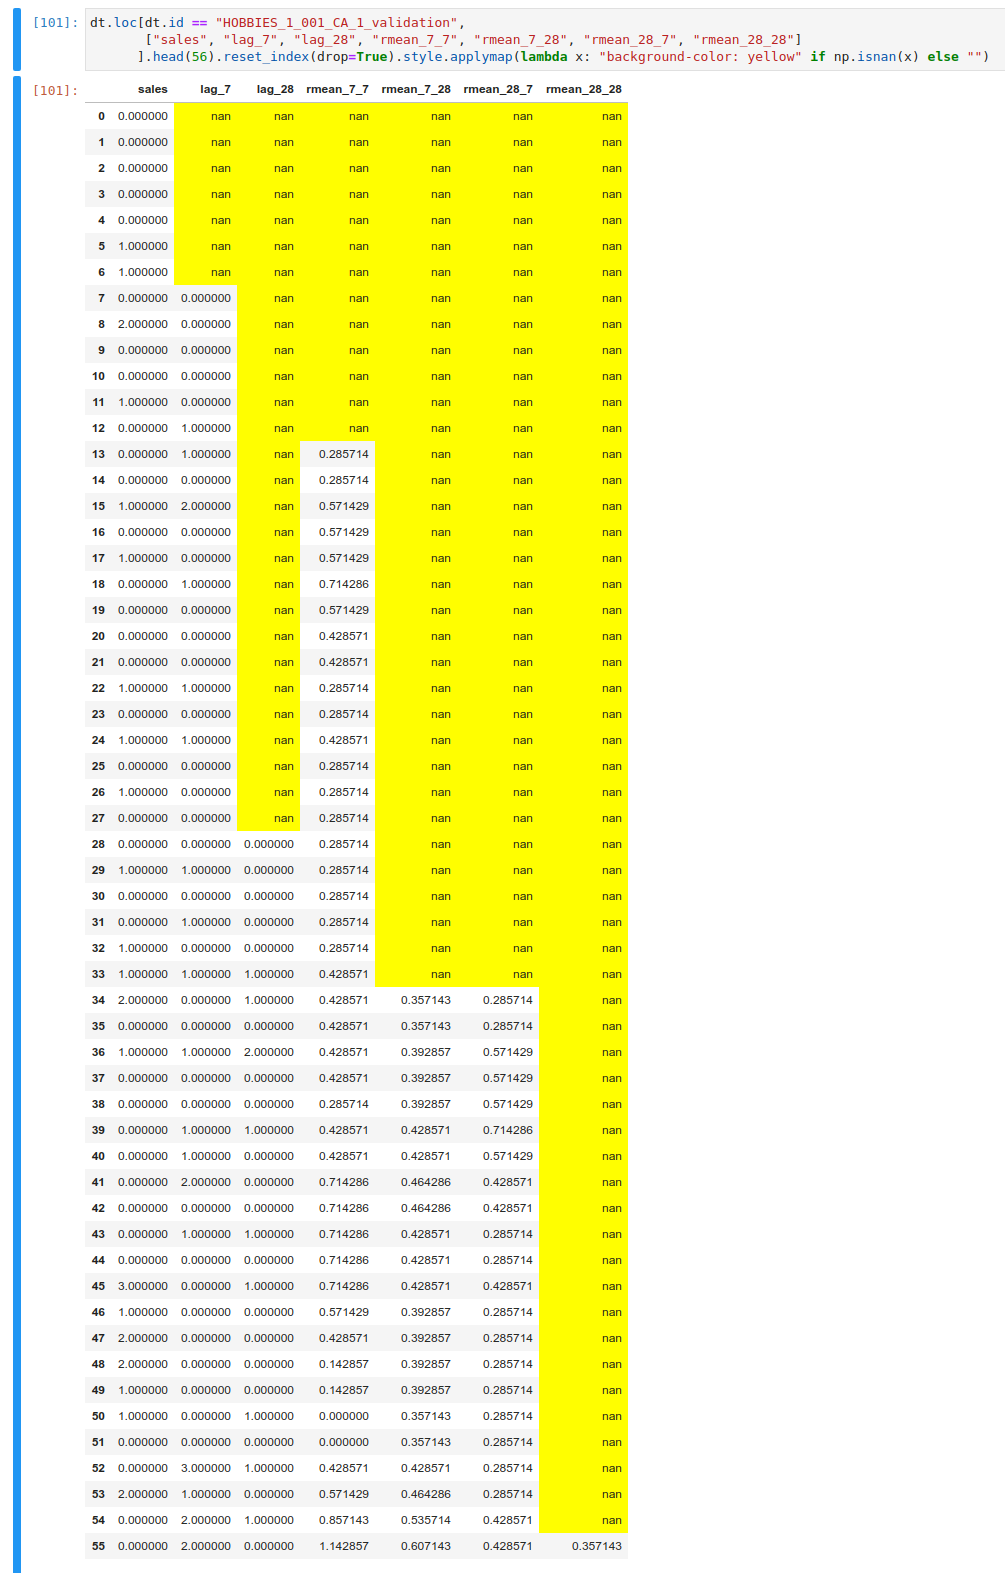 [101]: dt.loc[dt.id == "HOBBIES_1_001_CA_1_validation",
["sales", "lag_7", "lag_28", "rmean_7_7", "rmean_7_28", "rmean_28_7", "rmean_28_28"]
].head(56).reset_index(drop=True).style.applymap(lambda x: "background-color: yellow" if np.isnan(x) else "")
[101]: sales lag_7 lag_28 rmean_7_7 rmean_7_28 rmean_28_7 rmean_28_28
0 0.000000 nan nan nan nan nan nan
1 0.000000 nan nan nan nan nan nan
2 0.000000 nan nan nan nan nan nan
3 0.000000 nan nan nan nan nan nan
4 0.000000 nan nan nan nan nan nan
5 1.000000 nan nan nan nan nan nan
6 1.000000 nan nan nan nan nan nan
7 0.000000 0.000000 nan nan nan nan nan
8 2.000000 0.000000 nan nan nan nan nan
9 0.000000 0.000000 nan nan nan nan nan
10 0.000000 0.000000 nan nan nan nan nan
11 1.000000 0.000000 nan nan nan nan nan
12 0.000000 1.000000 nan nan nan nan nan
13 0.000000 1.000000 nan 0.285714 nan nan nan
14 0.000000 0.000000 nan 0.285714 nan nan nan
15 1.000000 2.000000 nan 0.571429 nan nan nan
16 0.000000 0.000000 nan 0.571429 nan nan nan
17 1.000000 0.000000 nan 0.571429 nan nan nan
18 0.000000 1.000000 nan 0.714286 nan nan nan
19 0.000000 0.000000 nan 0.571429 nan nan nan
20 0.000000 0.000000 nan 0.428571 nan nan nan
21 0.000000 0.000000 nan 0.428571 nan nan nan
22 1.000000 1.000000 nan 0.285714 nan nan nan
23 0.000000 0.000000 nan 0.285714 nan nan nan
24 1.000000 1.000000 nan 0.428571 nan nan nan
25 0.000000 0.000000 nan 0.285714 nan nan nan
26 1.000000 0.000000 nan 0.285714 nan nan nan
27 0.000000 0.000000 nan 0.285714 nan nan nan
28 0.000000 0.000000 0.000000 0.285714 nan nan nan
29 1.000000 1.000000 0.000000 0.285714 nan nan nan
30 0.000000 0.000000 0.000000 0.285714 nan nan nan
31 0.000000 1.000000 0.000000 0.285714 nan nan nan
32 1.000000 0.000000 0.000000 0.285714 nan nan nan
33 1.000000 1.000000 1.000000 0.428571 nan nan nan
34 2.000000 0.000000 1.000000 0.428571 0.357143 0.285714 nan
35 0.000000 0.000000 0.000000 0.428571 0.357143 0.285714 nan
36 1.000000 1.000000 2.000000 0.428571 0.392857 0.571429 nan
37 0.000000 0.000000 0.000000 0.428571 0.392857 0.571429 nan
38 0.000000 0.000000 0.000000 0.285714 0.392857 0.571429 nan
39 0.000000 1.000000 1.000000 0.428571 0.428571 0.714286 nan
40 0.000000 1.000000 0.000000 0.428571 0.428571 0.571429 nan
41 0.000000 2.000000 0.000000 0.714286 0.464286 0.428571 nan
42 0.000000 0.000000 0.000000 0.714286 0.464286 0.428571 nan
43 0.000000 1.000000 1.000000 0.714286 0.428571 0.285714 nan
44 0.000000 0.000000 0.000000 0.714286 0.428571 0.285714 nan
45 3.000000 0.000000 1.000000 0.714286 0.428571 0.428571 nan
46 1.000000 0.000000 0.000000 0.571429 0.392857 0.285714 nan
47 2.000000 0.000000 0.000000 0.428571 0.392857 0.285714 nan
48 2.000000 0.000000 0.000000 0.142857 0.392857 0.285714 nan
49 1.000000 0.000000 0.000000 0.142857 0.392857 0.285714 nan
50 1.000000 0.000000 1.000000 0.000000 0.357143 0.285714 nan
51 0.000000 0.000000 0.000000 0.000000 0.357143 0.285714 nan
52 0.000000 3.000000 1.000000 0.428571 0.428571 0.285714 nan
53 2.000000 1.000000 0.000000 0.571429 0.464286 0.285714 nan
54 0.000000 2.000000 1.000000 0.857143 0.535714 0.428571 nan
55 0.000000 2.000000 0.000000 1.142857 0.607143 0.428571 0.357143